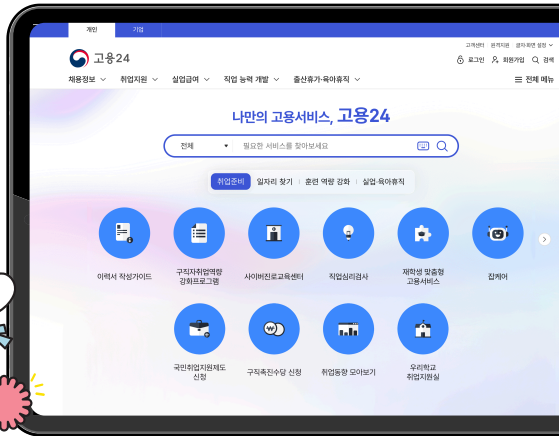 개인 기업
고객센터 원격지원 글자·화면 설정
고용24
로그인 회원가입 검색
채용정보 취업지원 실업급여 직업 능력 개발 출산휴가·육아휴직 전체 메뉴
나만의 고용서비스, 고용24
전체 필요한 서비스를 찾아보세요
취업준비 일자리 찾기 훈련 역량 강화 실업·육아휴직
이력서 작성가이드
구직자취업역량
강화프로그램
사이버진로교육센터
직업심리검사
재학생 맞춤형
고용서비스
잡케어
국민취업지원제도
신청
구직촉진수당 신청
취업동향 모아보기
우리학교
취업지원실